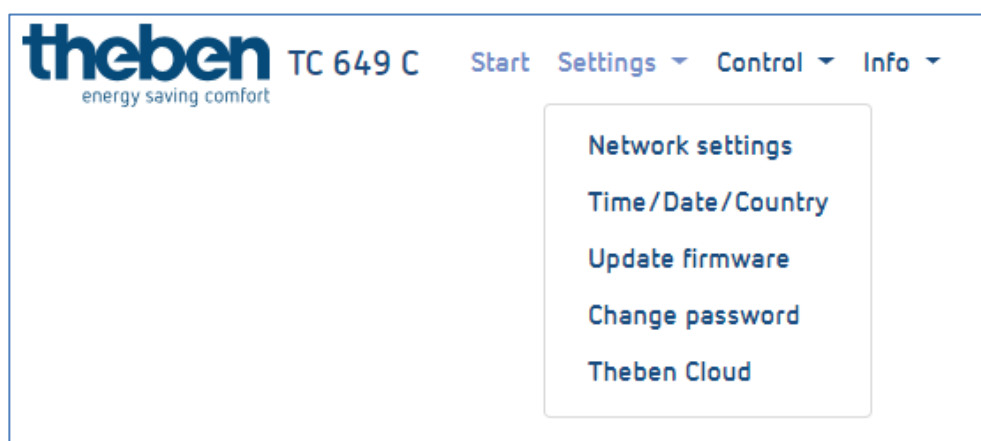 theben TC 649 C Start Settings Control Info
energy saving comfort
Network settings
Time/Date/Country
Update firmware
Change password
Theben Cloud